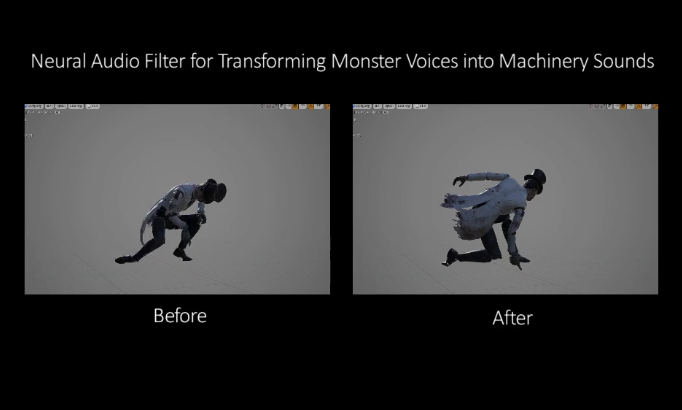 Neural Audio Filter for Transforming Monster Voices into Machinery Sounds
Before
After